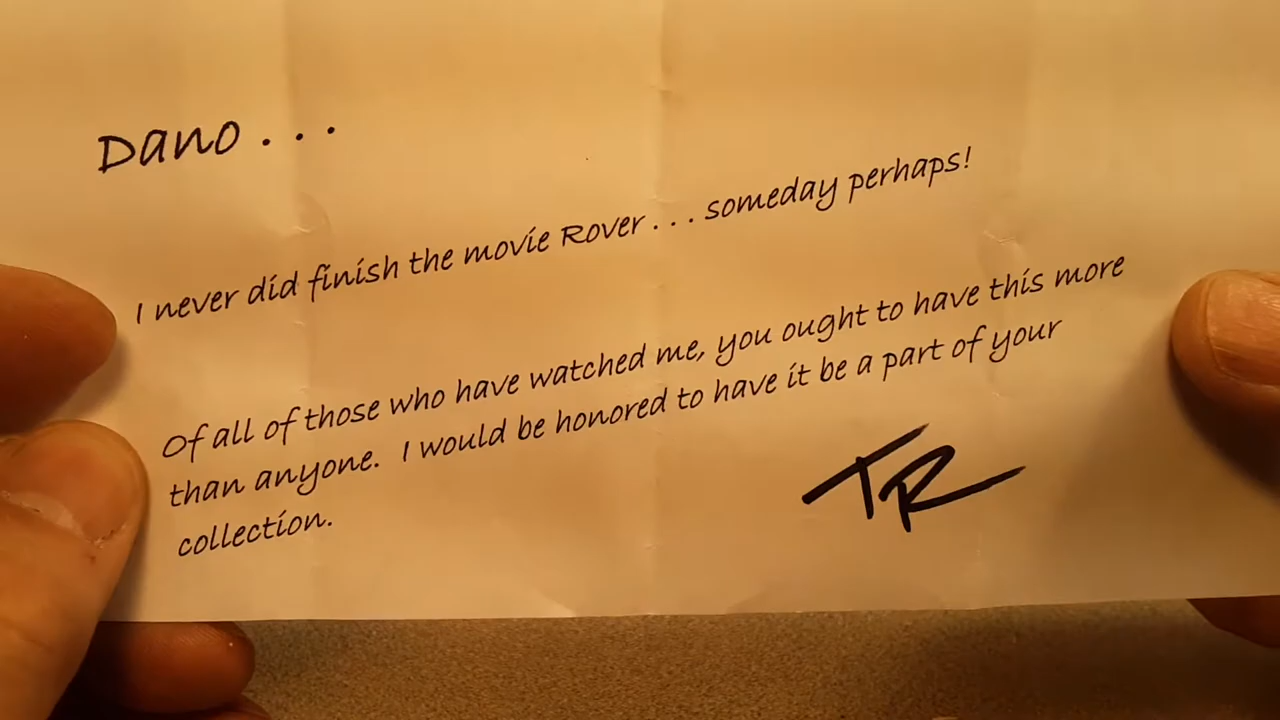 Dano . . .
I never did finish the movie Rover . . . someday perhaps!
Of all of those who have watched me, you ought to have this more
than anyone. I would be honored to have it be a part of your
collection.
TR